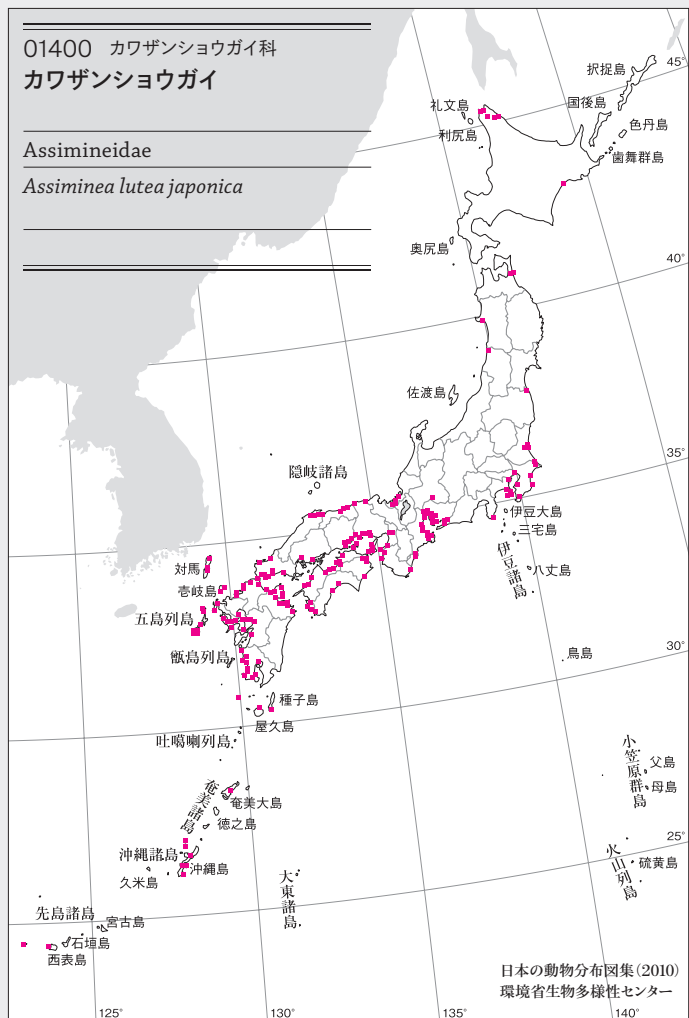 01400 カワザンショウガイ科
カワザンショウガイ
Assimineidae
Assiminea lutea japonica
45°
択捉島
国後島
礼文島
色丹島
利尻島
歯舞群島
奥尻島
40°
佐渡島
35°
隠岐諸島
伊豆大島
三宅島
伊豆諸島
八丈島
対馬
壱岐島
五島列島
甑島列島
鳥島
30°
種子島
屋久島
吐噶喇列島
小笠原群島
父島
母島
奄美諸島
奄美大島
徳之島
25°
沖縄諸島
沖縄島
久米島
大東諸島
火山列島
硫黄島
先島諸島
宮古島
石垣島
西表島
日本の動物分布図集(2010)
環境省生物多様性センター
125°
130°
135°
140°